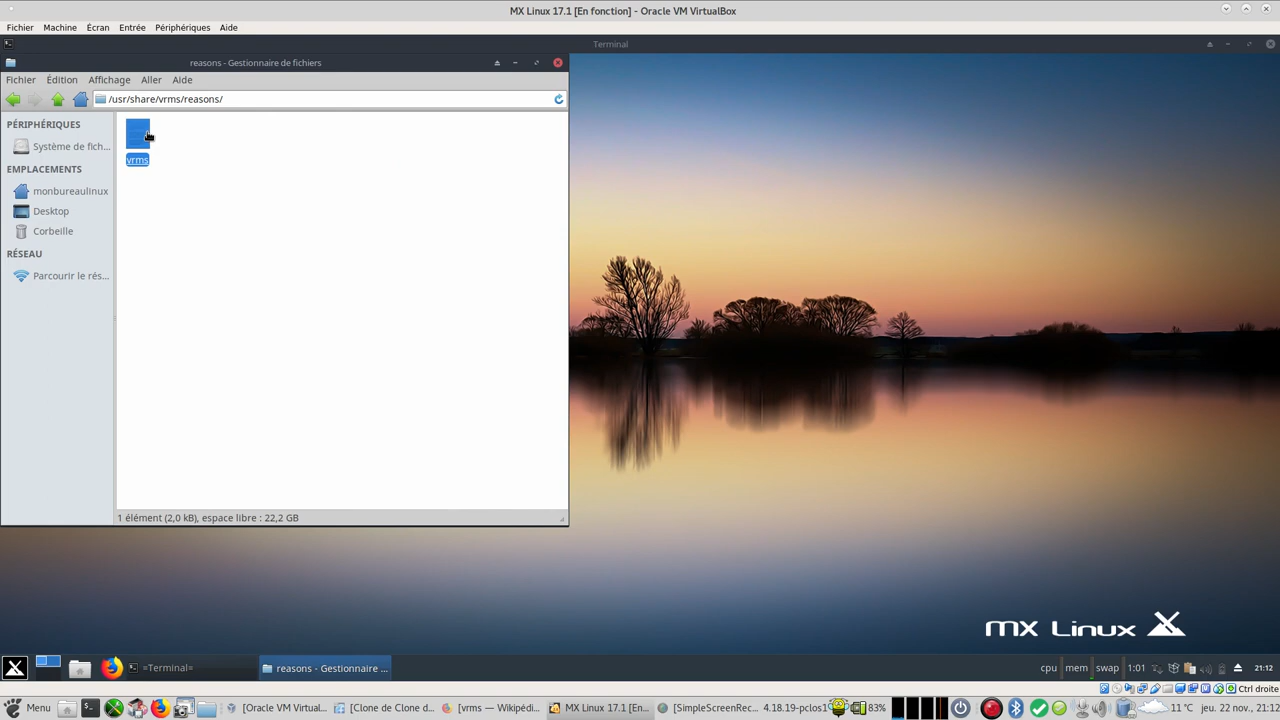 MX Linux 17.1 [En fonction] - Oracle VM VirtualBox
Fichier Machine Écran Entrée Périphériques Aide
Terminal
reasons - Gestionnaire de fichiers
Fichier Édition Affichage Aller Aide
/usr/share/vrms/reasons/
PÉRIPHÉRIQUES
Système de fich...
EMPLACEMENTS
monbureaulinux
Desktop
Corbeille
RÉSEAU
Parcourir le rés...
vrms
1 élément (2,0 kB), espace libre : 22,2 GB
MX Linux
=Terminal=
reasons - Gestionnaire ...
cpu mem swap 1:01 21:12
Ctrl droite
Menu [Oracle VM Virtual... [Clone de Clone d... [vrms — Wikipédi... MX Linux 17.1 [En... [SimpleScreenRec... 4.18.19-pclos 83% 11 °C jeu. 22 nov., 21:12